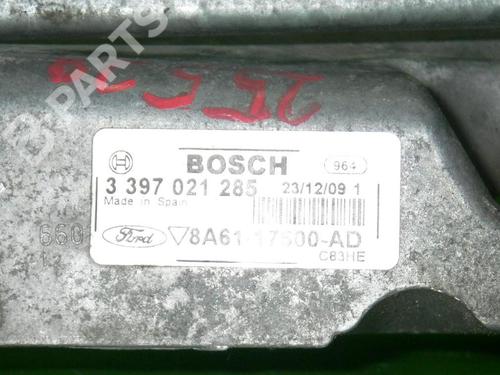 B-PARTS
BOSCH 964
3 397 021 285 23/12/09 1
Made in Spain
Ford 8A61-17500-AD
C83HE
660